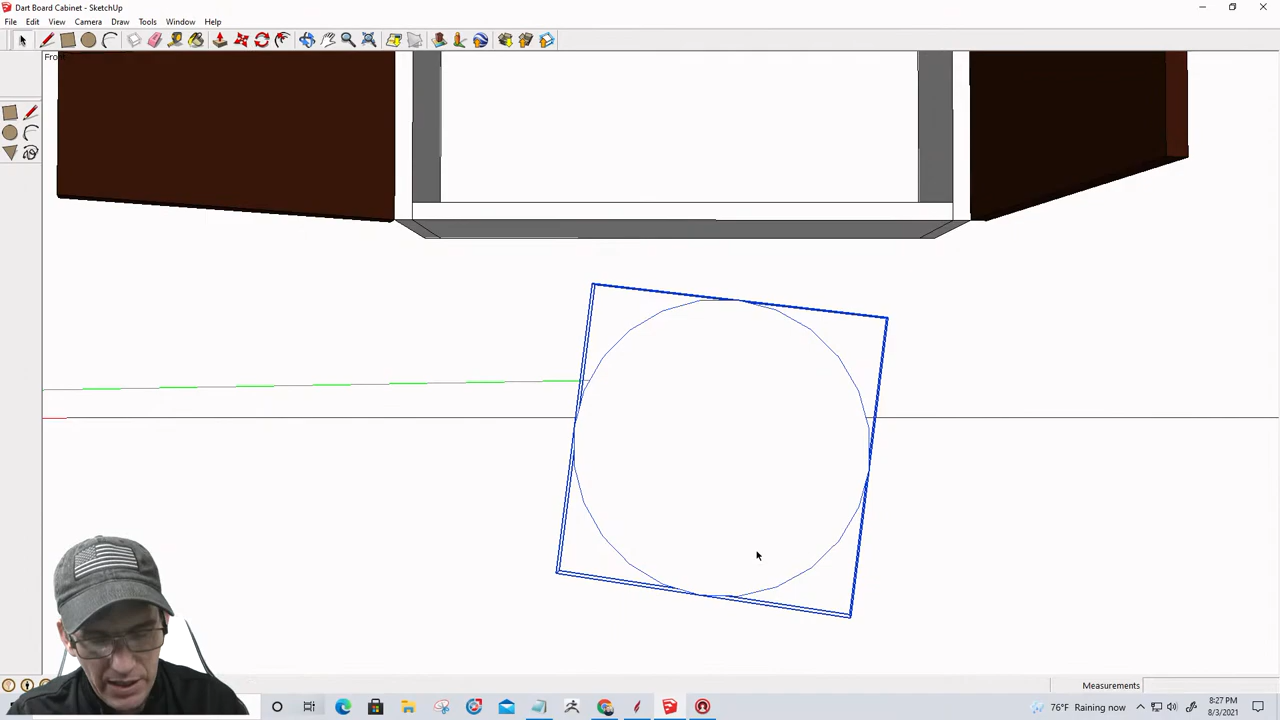 Dart Board Cabinet - SketchUp
File Edit View Camera Draw Tools Window Help
Front
Measurements
76°F Raining now
8:27 PM
8/3/2021